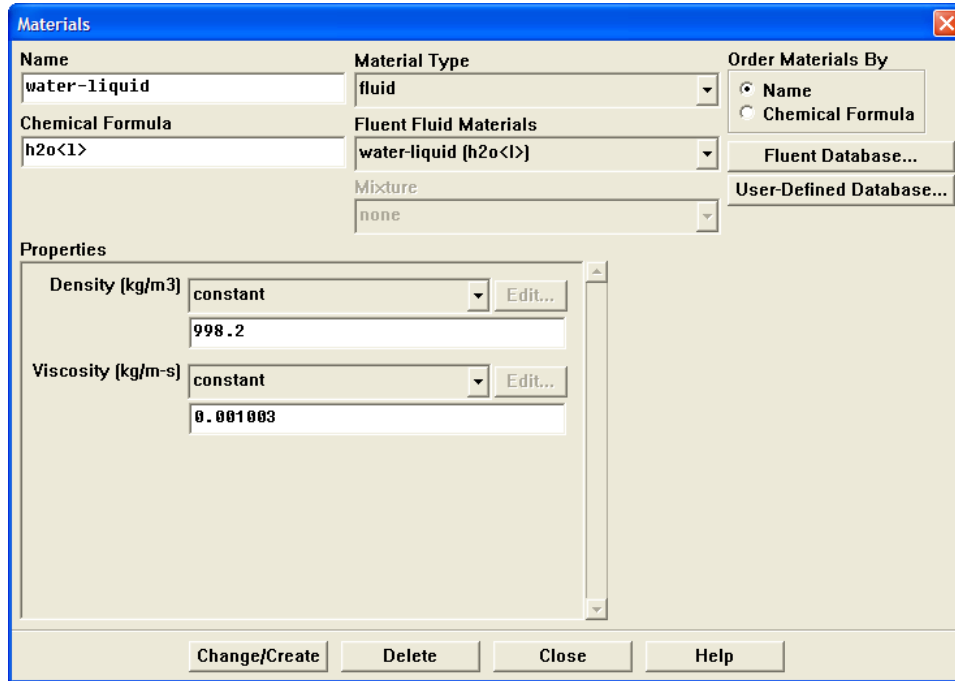 Materials
Name
water-liquid
Chemical Formula
h2o<l>
Material Type
fluid
Fluent Fluid Materials
water-liquid (h2o<l>)
Mixture
none
Order Materials By
Name
Chemical Formula
Fluent Database...
User-Defined Database...
Properties
Density (kg/m3)
constant
Edit...
998.2
Viscosity (kg/m-s)
constant
Edit...
0.001003
Change/Create
Delete
Close
Help